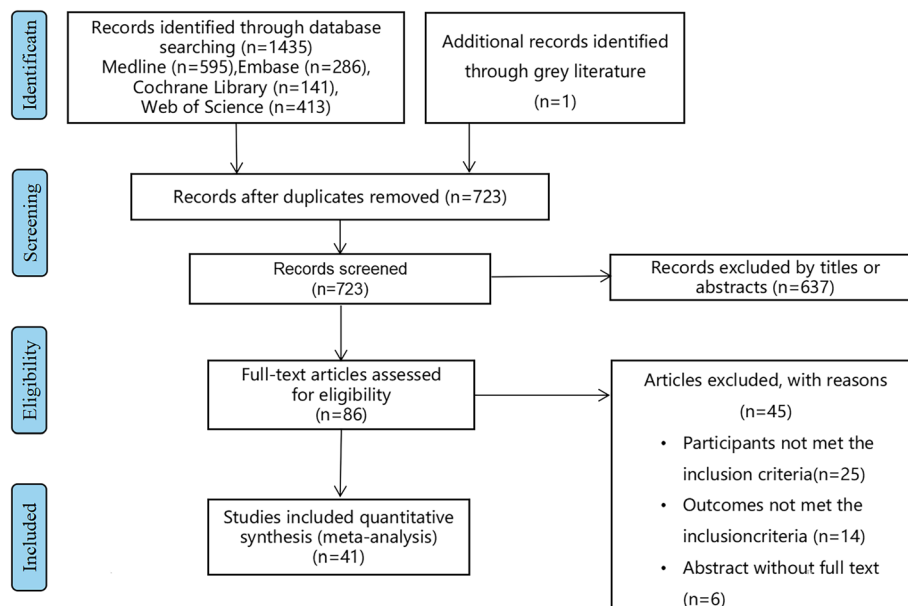 Identificatn
Records identified through database
searching (n=1435)
Medline (n=595),Embase (n=286),
Cochrane Library (n=141),
Web of Science (n=413)
Additional records identified
through grey literature
(n=1)
Screening
Records after duplicates removed (n=723)
Records screened
(n=723)
Records excluded by titles or
abstracts (n=637)
Eligibility
Full-text articles assessed
for eligibility
(n=86)
Articles excluded, with reasons
(n=45)
• Participants not met the
inclusion criteria(n=25)
• Outcomes not met the
inclusioncriteria (n=14)
• Abstract without full text
(n=6)
Included
Studies included quantitative
synthesis (meta-analysis)
(n=41)